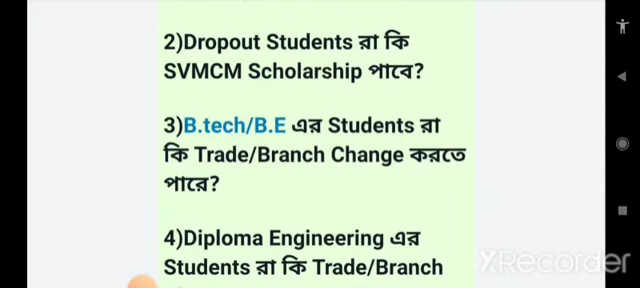 2)Dropout Students রা কি
SVMCM Scholarship পাবে?
3)B.tech/B.E এর Students রা
কি Trade/Branch Change করতে
পারে?
4)Diploma Engineering এর
Students রা কি Trade/Branch
XRecorder